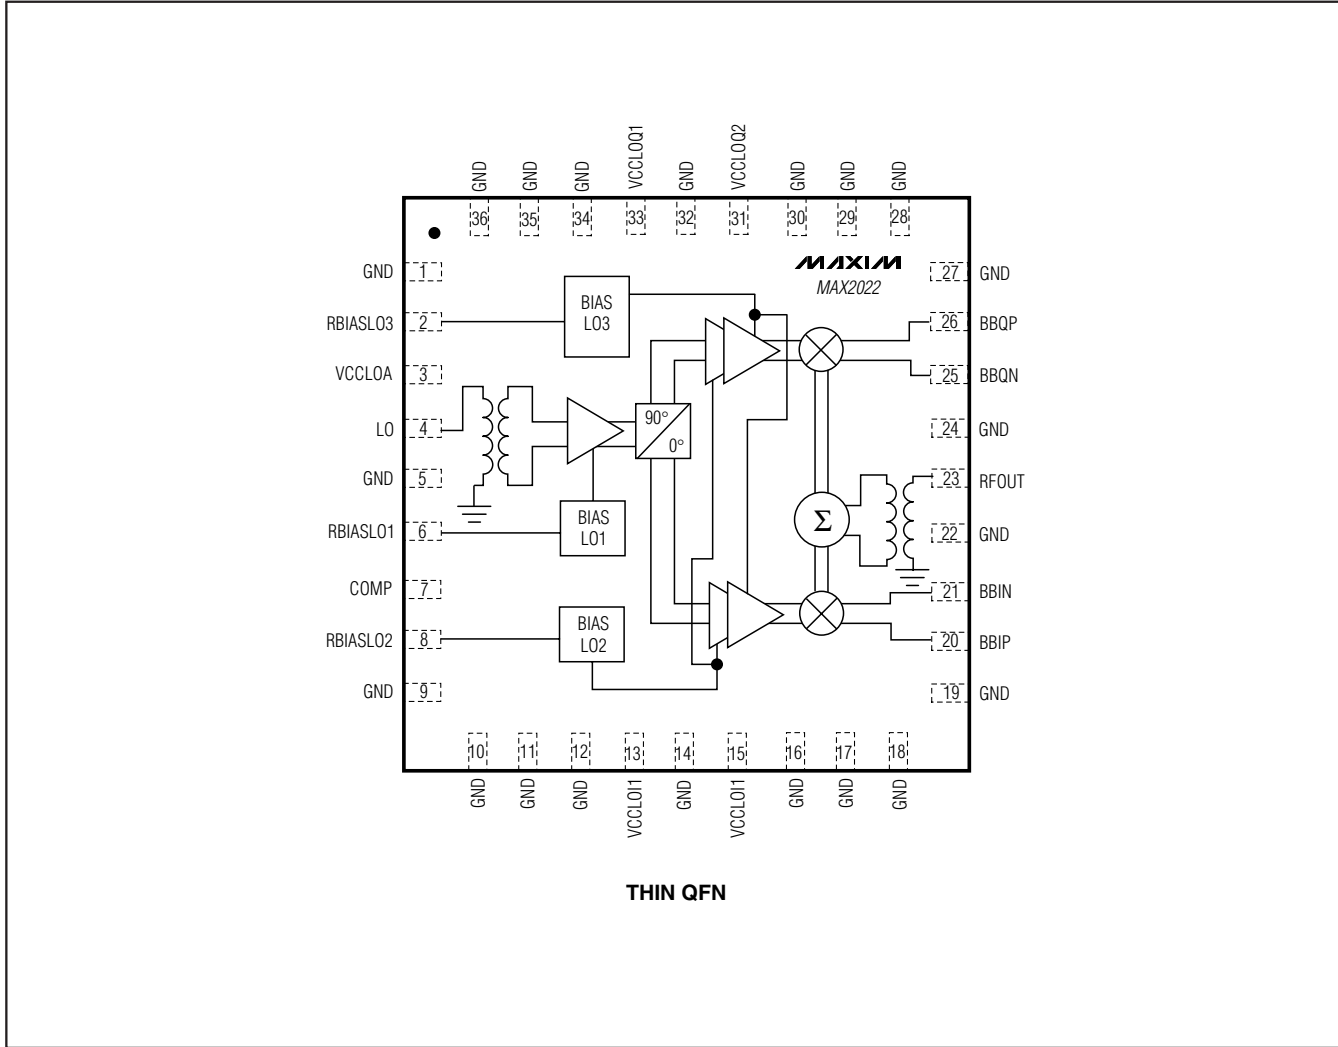 GND GND GND VCCLOQ1 GND VCCLOQ2 GND GND GND
36 35 34 33 32 31 30 29 28
MAXIM
MAX2022
GND 1
RBIASLO3 2
VCCLOA 3
LO 4
GND 5
RBIASLO1 6
COMP 7
RBIASLO2 8
GND 9
BIAS
LO3
90°
0°
BIAS
LO1
BIAS
LO2
Σ
27 GND
26 BBQP
25 BBQN
24 GND
23 RFOUT
22 GND
21 BBIN
20 BBIP
19 GND
10 11 12 13 14 15 16 17 18
GND GND GND VCCLOI1 GND VCCLOI1 GND GND GND
THIN QFN